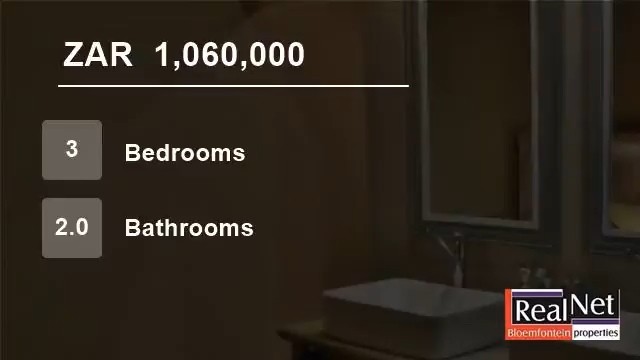 ZAR 1,060,000
3 Bedrooms
2.0 Bathrooms
RealNet
Bloemfontein properties